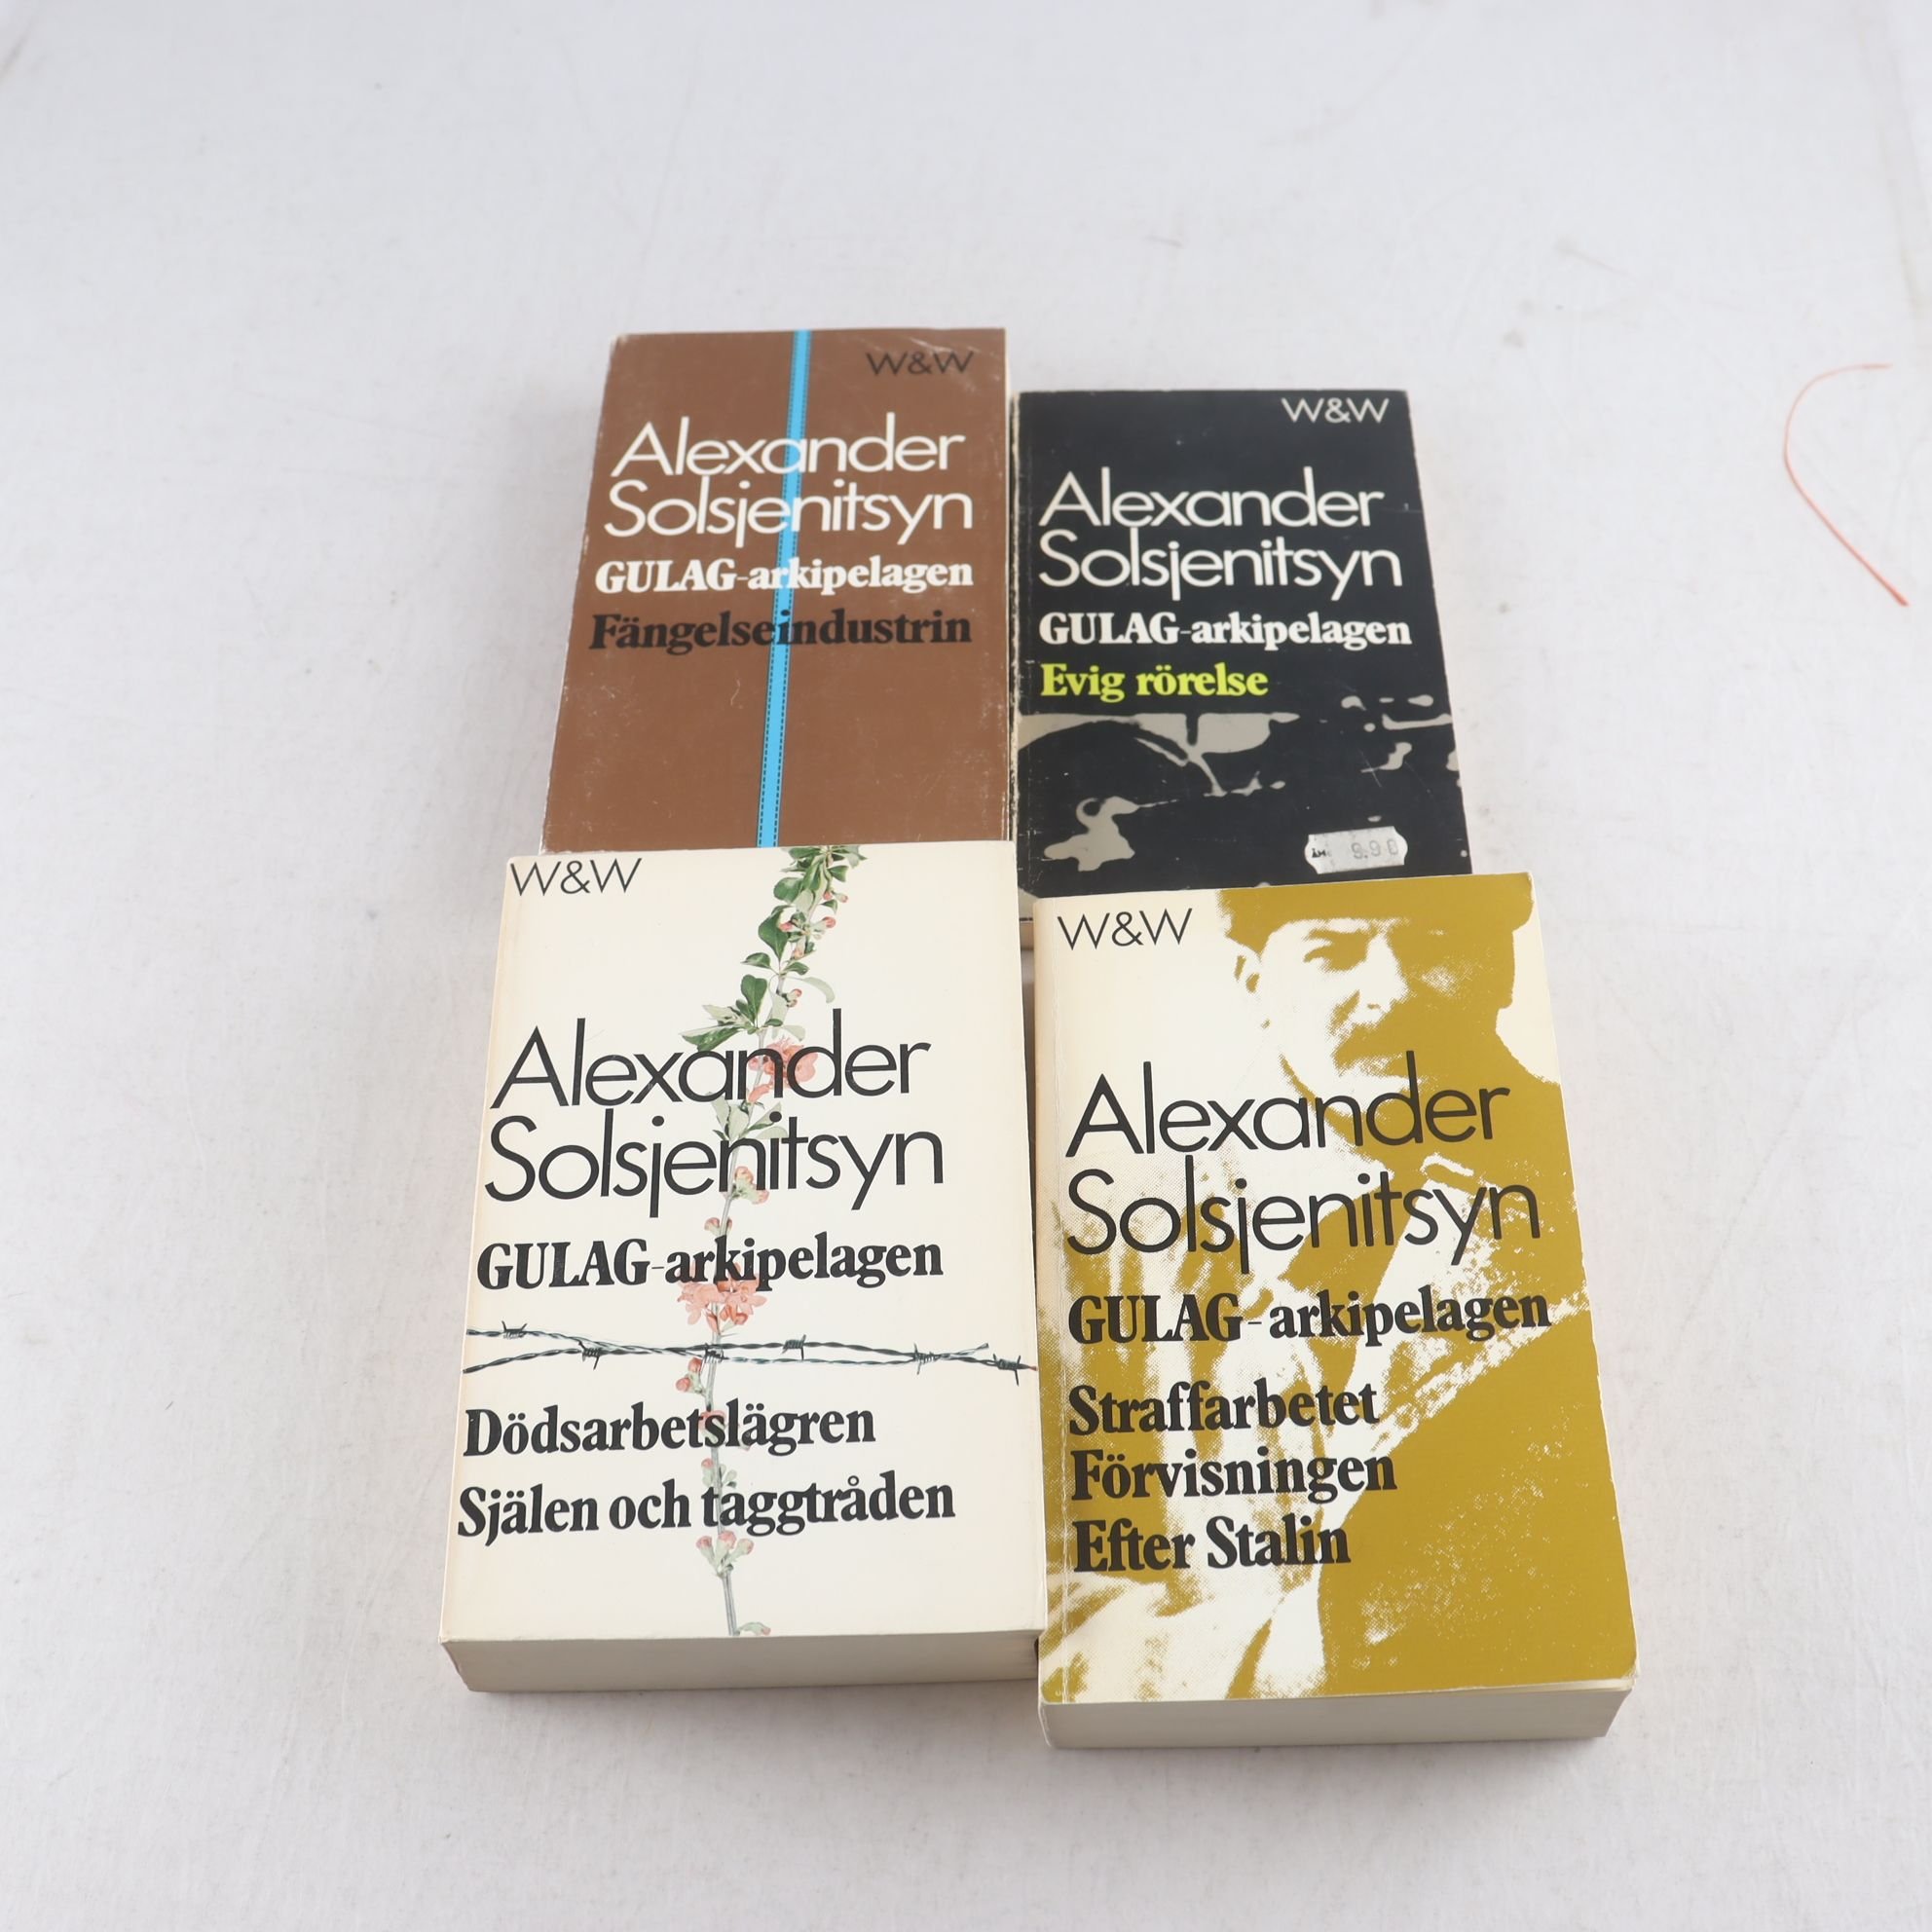 W&W
Alexander
Solsjenitsyn
GULAG-arkipelagen
Fängelseindustrin
W&W
Alexander
Solsjenitsyn
GULAG-arkipelagen
Evig rörelse
W&W
Alexander
Solsjenitsyn
GULAG-arkipelagen
Dödsarbetslägren
Själen och taggtråden
W&W
Alexander
Solsjenitsyn
GULAG-arkipelagen
Straffarbetet
Förvisningen
Efter Stalin